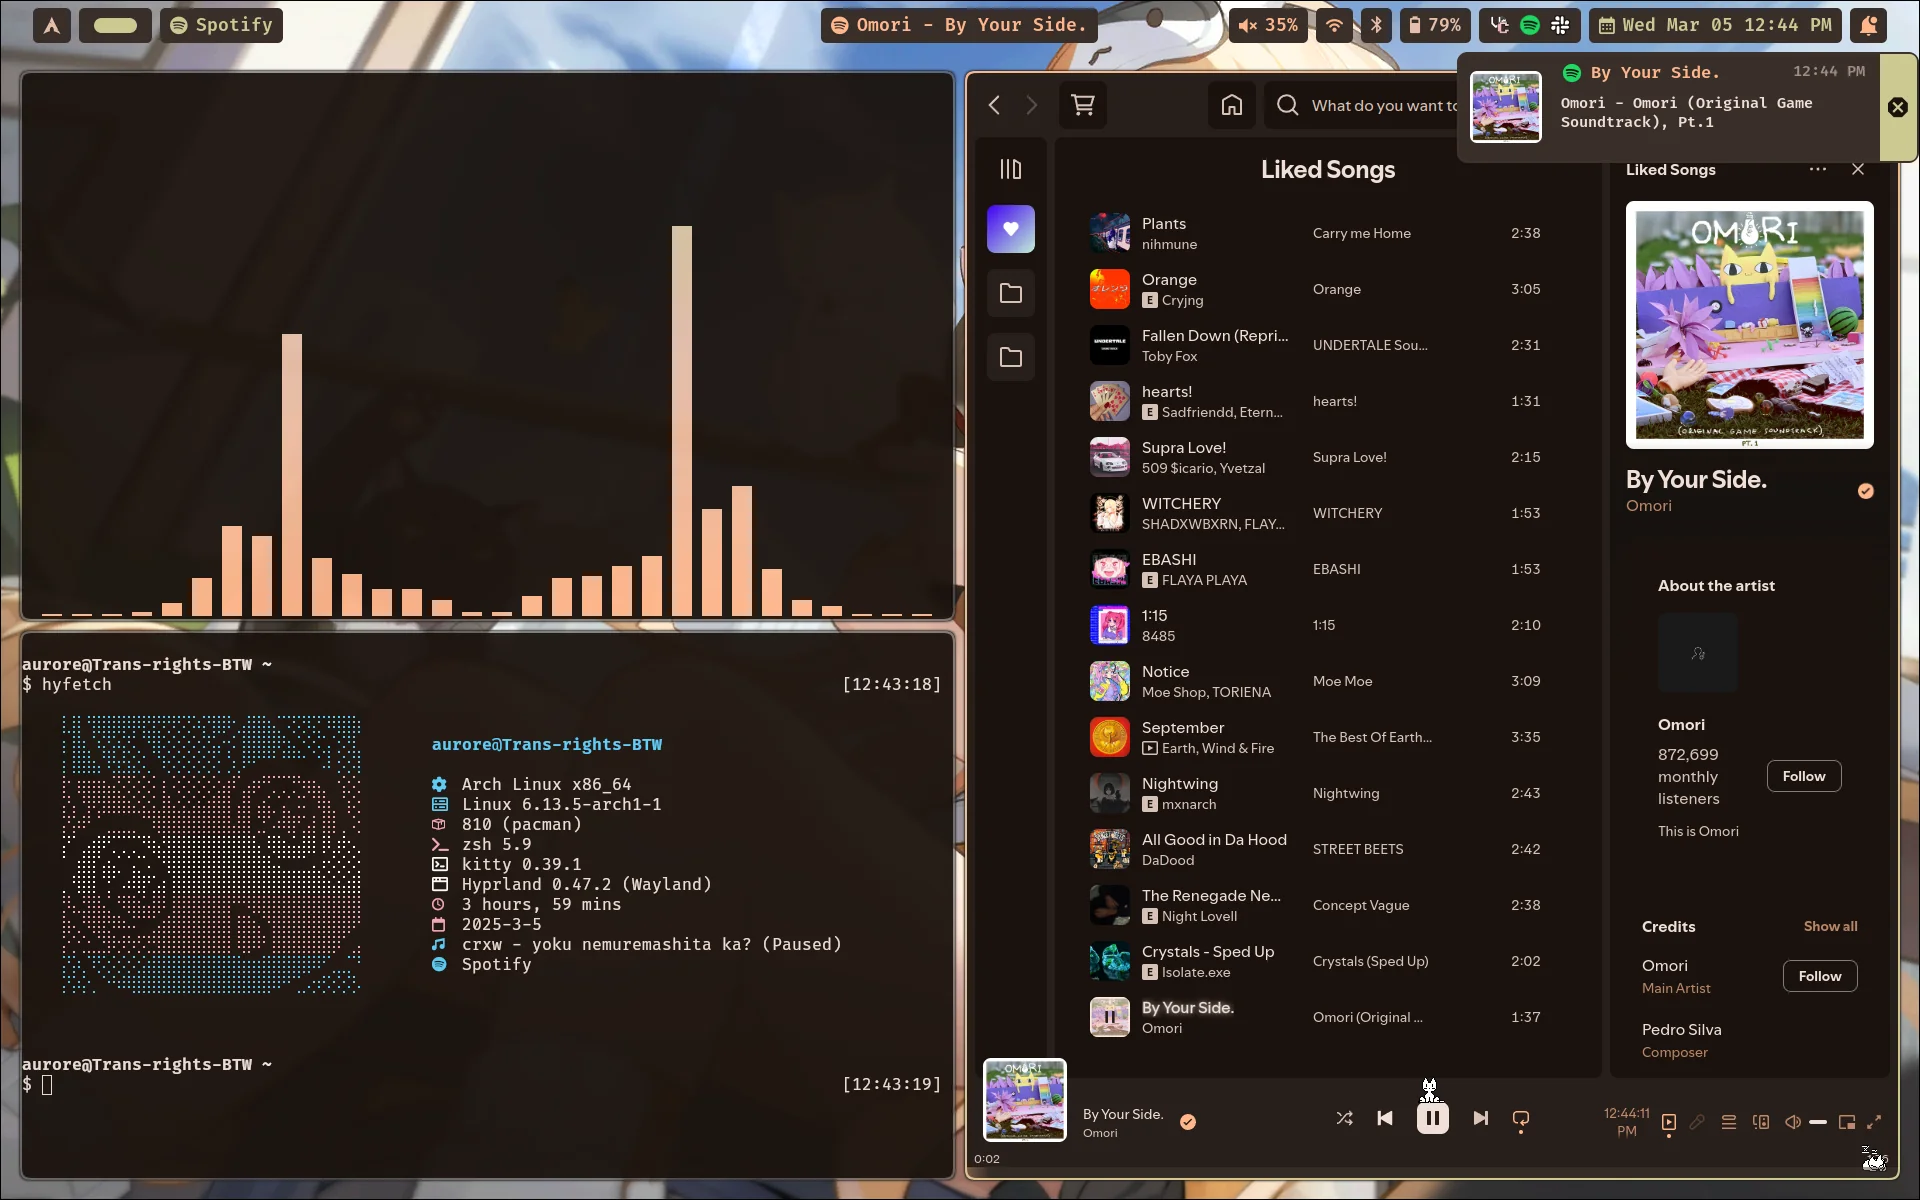 Spotify
Omori - By Your Side.
35%
79%
Wed Mar 05 12:44 PM
By Your Side.
12:44 PM
Omori - Omori (Original Game
Soundtrack), Pt.1
What do you want to
Liked Songs
Plants
nihmune
Carry me Home
2:38
Orange
E Cryjng
Orange
3:05
Fallen Down (Repri...
Toby Fox
UNDERTALE Sou...
2:31
hearts!
E Sadfriendd, Etern...
hearts!
1:31
Supra Love!
509 $icario, Yvetzal
Supra Love!
2:15
WITCHERY
SHADXWBXRN, FLAY...
WITCHERY
1:53
EBASHI
E FLAYA PLAYA
EBASHI
1:53
1:15
8485
1:15
2:10
Notice
Moe Shop, TORIENA
Moe Moe
3:09
September
Earth, Wind & Fire
The Best Of Earth...
3:35
Nightwing
E mxnarch
Nightwing
2:43
All Good in Da Hood
DaDood
STREET BEETS
2:42
The Renegade Ne...
E Night Lovell
Concept Vague
2:38
Crystals - Sped Up
E Isolate.exe
Crystals (Sped Up)
2:02
By Your Side.
Omori
Omori (Original ...
1:37
Liked Songs
OMORI
(ORIGINAL GAME SOUNDTRACK)
PT. 1
By Your Side.
Omori
About the artist
Omori
872,699
monthly
listeners
Follow
This is Omori
Credits
Show all
Omori
Main Artist
Follow
Pedro Silva
Composer
By Your Side.
Omori
12:44:11
PM
0:02
aurore@Trans-rights-BTW ~
$ hyfetch
[12:43:18]
aurore@Trans-rights-BTW
Arch Linux x86_64
Linux 6.13.5-arch1-1
810 (pacman)
zsh 5.9
kitty 0.39.1
Hyprland 0.47.2 (Wayland)
3 hours, 59 mins
2025-3-5
crxw - yoku nemuremashita ka? (Paused)
Spotify
aurore@Trans-rights-BTW ~
$
[12:43:19]